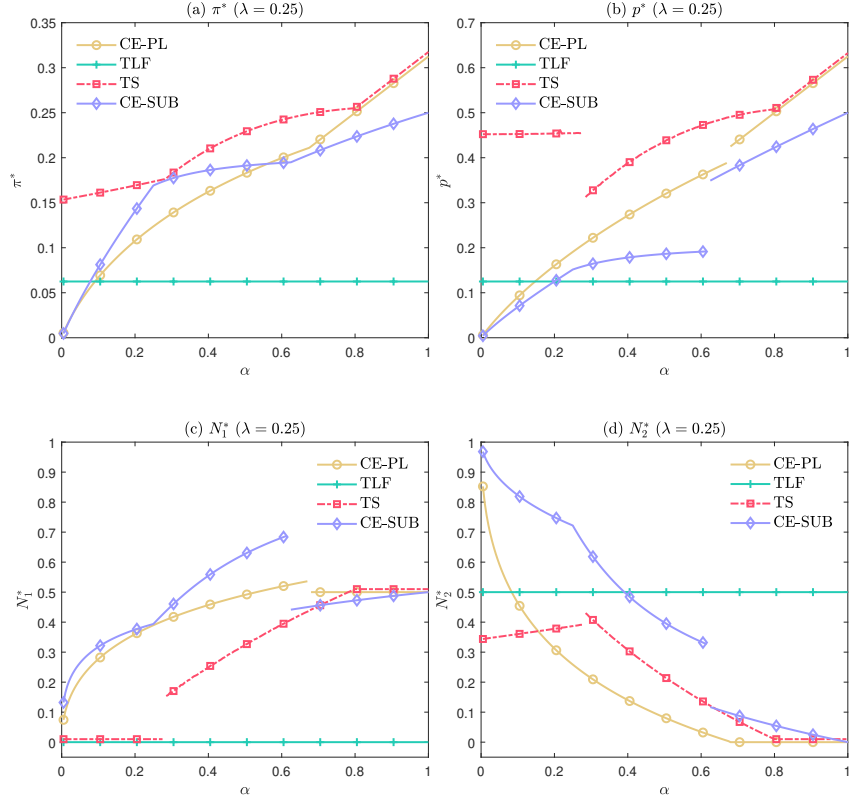 (a) π* (λ = 0.25)
0.35
0.3
0.25
0.2
0.15
0.1
0.05
0
π*
CE-PL
TLF
TS
CE-SUB
0 0.2 0.4 0.6 0.8 1
α
(b) p* (λ = 0.25)
0.7
0.6
0.5
0.4
0.3
0.2
0.1
0
p*
CE-PL
TLF
TS
CE-SUB
0 0.2 0.4 0.6 0.8 1
α
(c) N₁* (λ = 0.25)
1
0.9
0.8
0.7
0.6
0.5
0.4
0.3
0.2
0.1
0
N₁*
CE-PL
TLF
TS
CE-SUB
0 0.2 0.4 0.6 0.8 1
α
(d) N₂* (λ = 0.25)
1
0.9
0.8
0.7
0.6
0.5
0.4
0.3
0.2
0.1
0
N₂*
CE-PL
TLF
TS
CE-SUB
0 0.2 0.4 0.6 0.8 1
α